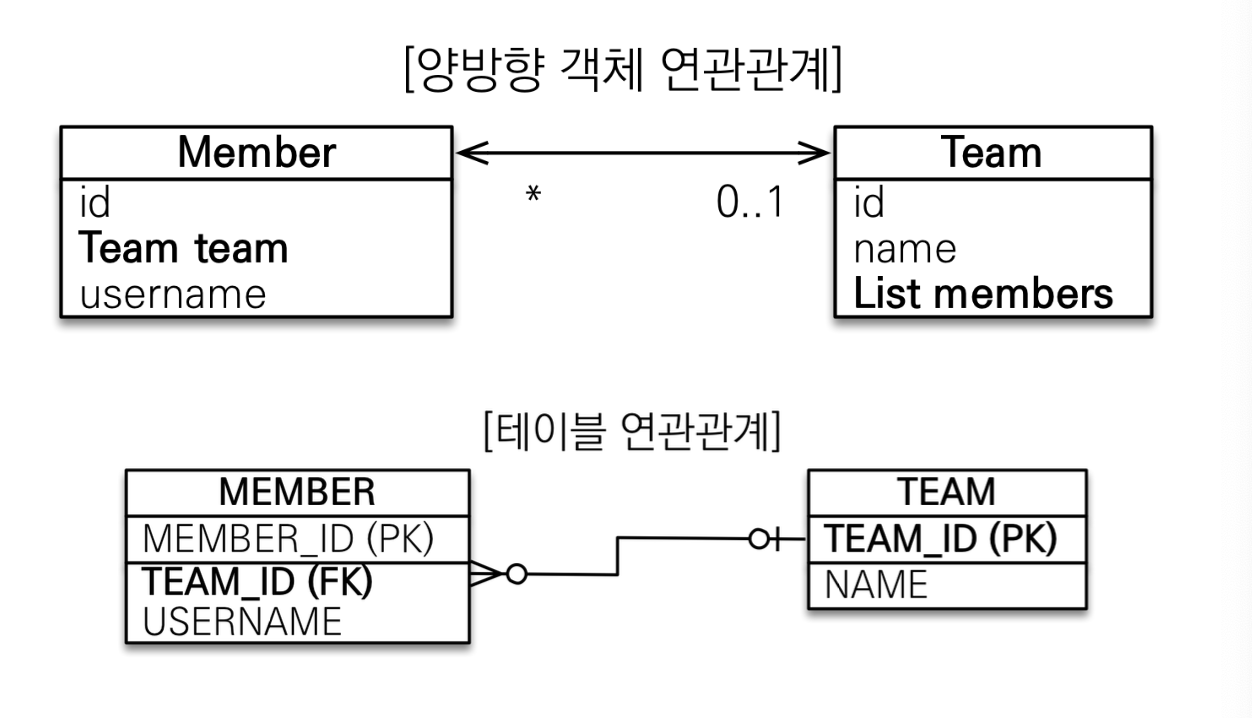 [양방향 객체 연관관계]
Member
id
Team team
username
*
0..1
Team
id
name
List members
[테이블 연관관계]
MEMBER
MEMBER_ID (PK)
TEAM_ID (FK)
USERNAME
TEAM
TEAM_ID (PK)
NAME